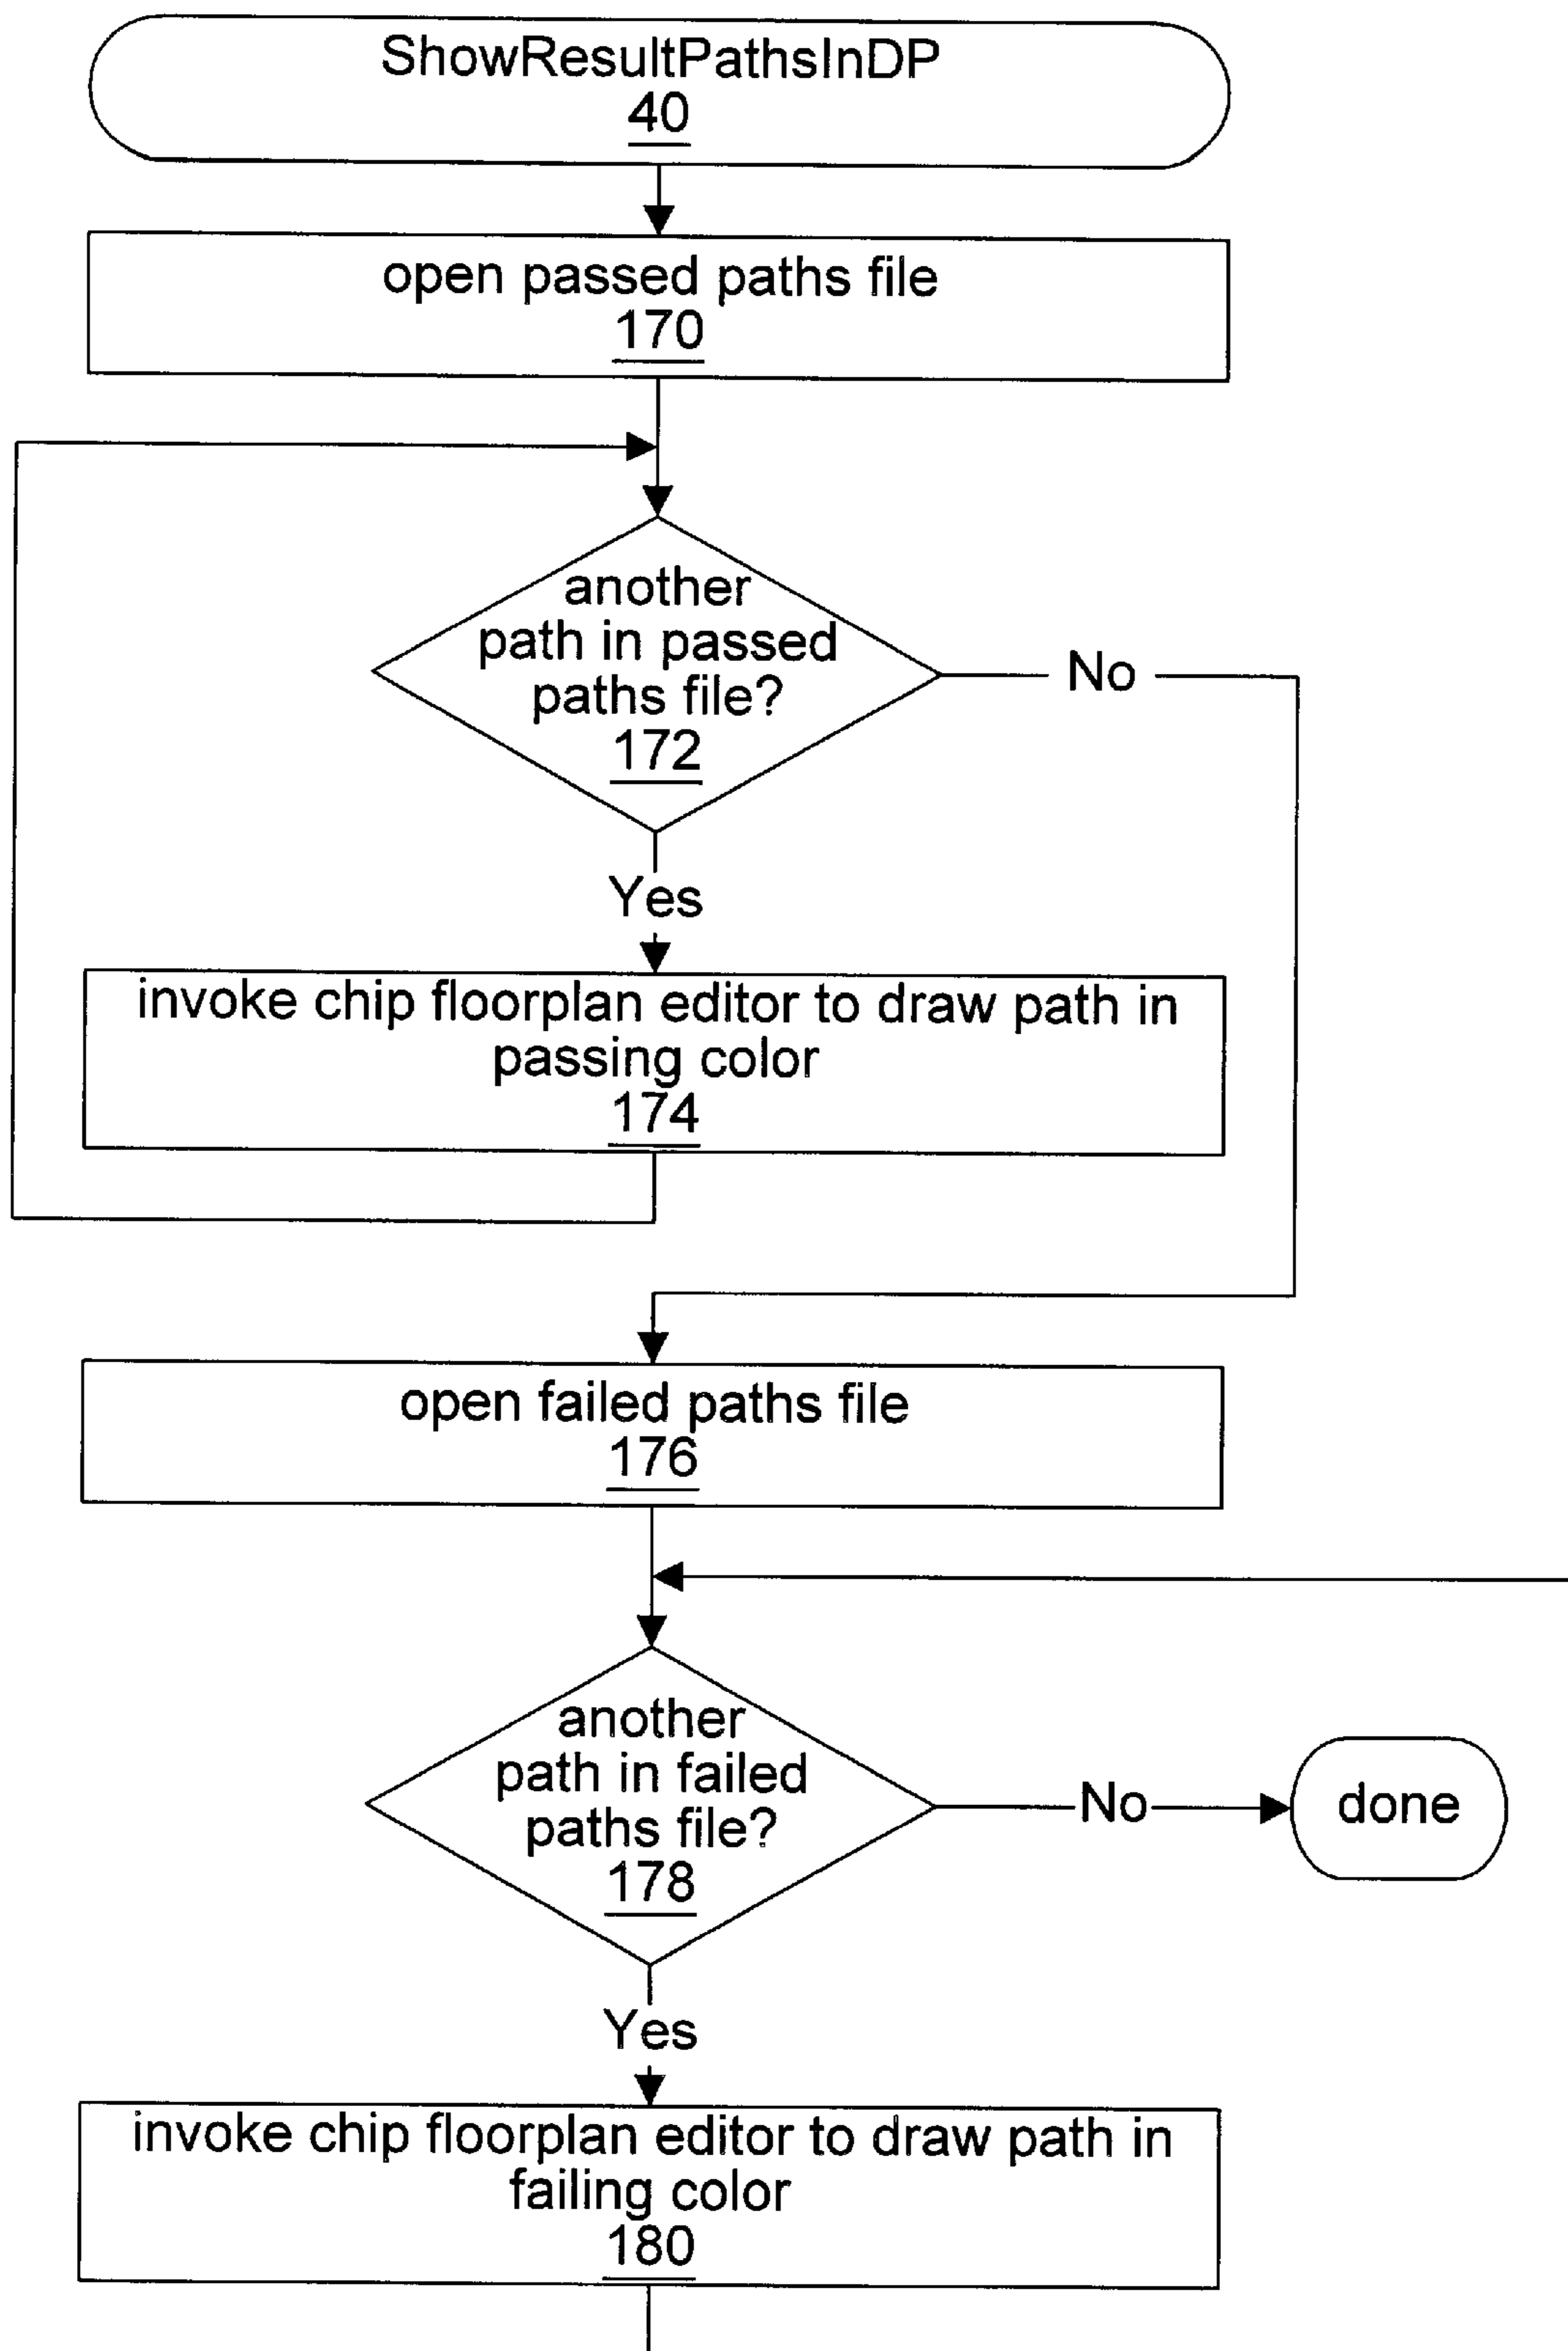 ShowResultPathsInDP
40
open passed paths file
170
another
path in passed
paths file?
172
No
Yes
invoke chip floorplan editor to draw path in
passing color
174
open failed paths file
176
another
path in failed
paths file?
178
No
done
Yes
invoke chip floorplan editor to draw path in
failing color
180